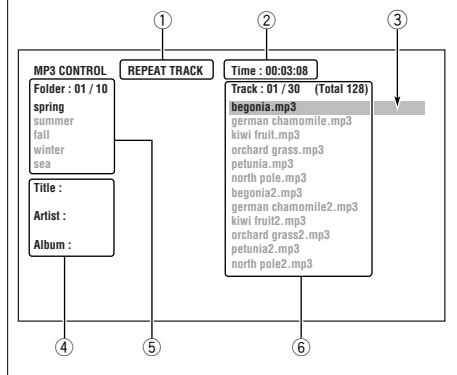 ① ② ③
MP3 CONTROL REPEAT TRACK Time : 00:03:08
Folder : 01 / 10 Track : 01 / 30 (Total 128)
spring begonia.mp3
summer german chamomile.mp3
fall kiwi fruit.mp3
winter orchard grass.mp3
sea petunia.mp3
north pole.mp3
Title : begonia2.mp3
german chamomile2.mp3
Artist : kiwi fruit2.mp3
orchard grass2.mp3
Album : petunia2.mp3
north pole2.mp3
④ ⑤ ⑥